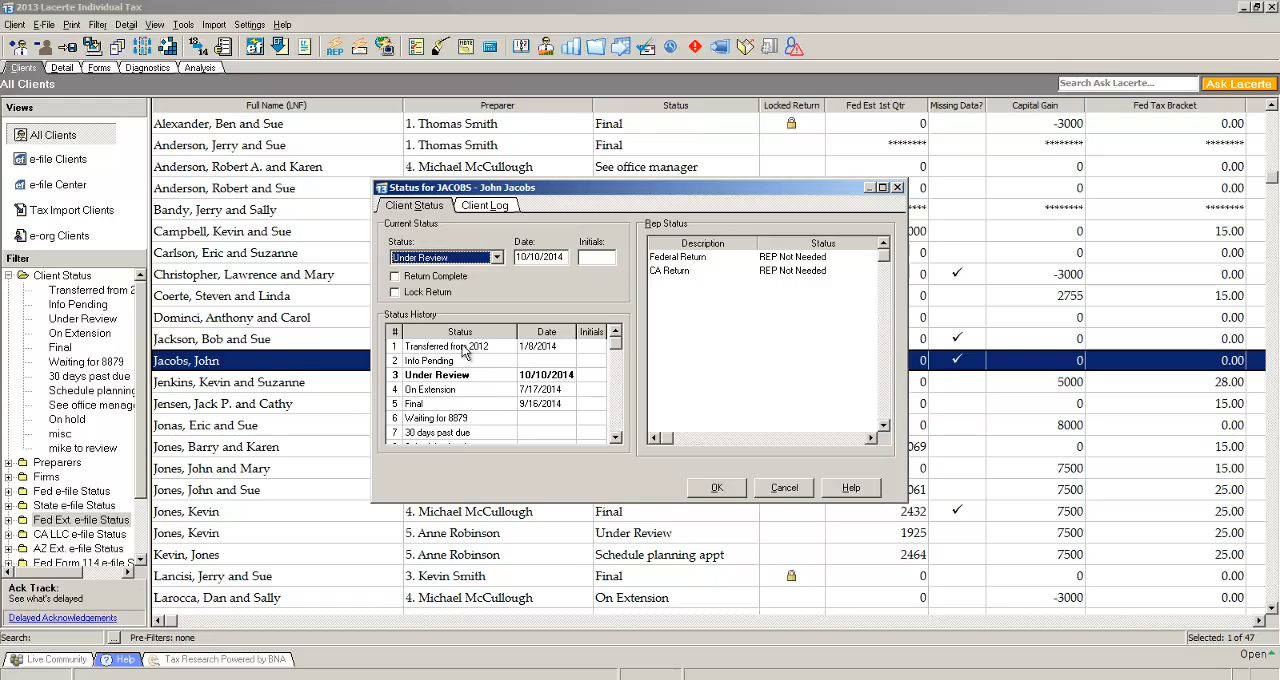 2013 Lacerte Individual Tax
Client E-File Print Filter Detail View Tools Import Settings Help
Clients Detail Forms Diagnostics Analysis
All Clients Search Ask Lacerte... Ask Lacerte
Views
All Clients
e-file Clients
e-file Center
Tax Import Clients
e-org Clients
Filter
Client Status
Transferred from 2
Info Pending
Under Review
On Extension
Final
Waiting for 8879
30 days past due
Schedule planning
See office manag
On hold
misc
mike to review
Preparers
Firms
Fed e-file Status
State e-file Status
Fed Ext. e-file Status
CA LLC e-file Status
AZ Ext. e-file Status
Fed Form 114 e-file S
Ack Track:
See what's delayed
Delayed Acknowledgements
Full Name (LNF) Preparer Status Locked Return Fed Est 1st Qtr Missing Data? Capital Gain Fed Tax Bracket
Alexander, Ben and Sue 1. Thomas Smith Final 0 -3000 0.00
Anderson, Jerry and Sue 1. Thomas Smith Final ******** ******** ********
Anderson, Robert A. and Karen 4. Michael McCullough See office manager 0 0 0.00
Anderson, Robert and Sue 0 0 0.00
Bandy, Jerry and Sally ******** ********
Campbell, Kevin and Sue 000 0 15.00
Carlson, Eric and Suzanne 0 0 0.00
Christopher, Lawrence and Mary 0 ✓ -3000 0.00
Coerte, Steven and Linda 0 2755 15.00
Dominci, Anthony and Carol 0 0 0.00
Jackson, Bob and Sue 0 ✓ 0 0.00
Jacobs, John 0 ✓ 0 0.00
Jenkins, Kevin and Suzanne 0 5000 28.00
Jensen, Jack P. and Cathy 0 0 15.00
Jonas, Eric and Sue 0 8000 0.00
Jones, Barry and Karen 069 0 15.00
Jones, John and Mary 0 7500 25.00
Jones, John and Sue 061 7500 25.00
Jones, Kevin 4. Michael McCullough Final 2432 ✓ 7500 25.00
Jones, Kevin 5. Anne Robinson Under Review 1925 7500 25.00
Kevin, Jones 5. Anne Robinson Schedule planning appt 2464 7500 25.00
Lancisi, Jerry and Sue 3. Kevin Smith Final 0 0 0.00
Larocca, Dan and Sally 4. Michael McCullough On Extension 0 -3000 0.00
Status for JACOBS - John Jacobs
Client Status Client Log
Current Status
Status: Date: Initials:
Under Review 10/10/2014
Return Complete
Lock Return
Status History
# Status Date Initials
1 Transferred from 2012 1/8/2014
2 Info Pending
3 Under Review 10/10/2014
4 On Extension 7/17/2014
5 Final 9/16/2014
6 Waiting for 8879
7 30 days past due
Rep Status
Description Status
Federal Return REP Not Needed
CA Return REP Not Needed
OK Cancel Help
Search: ... Pre-Filters: none Selected: 1 of 47
Live Community Help Tax Research Powered by BNA Open